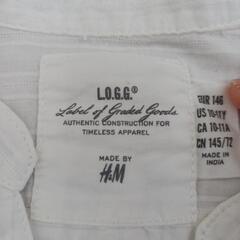 L.O.G.G.®
Label of Graded Goods
AUTHENTIC CONSTRUCTION FOR
TIMELESS APPAREL
MADE BY
H&M
EUR 146
US 10-11Y
CA 10-11A
CN 145/72
MADE IN
INDIA